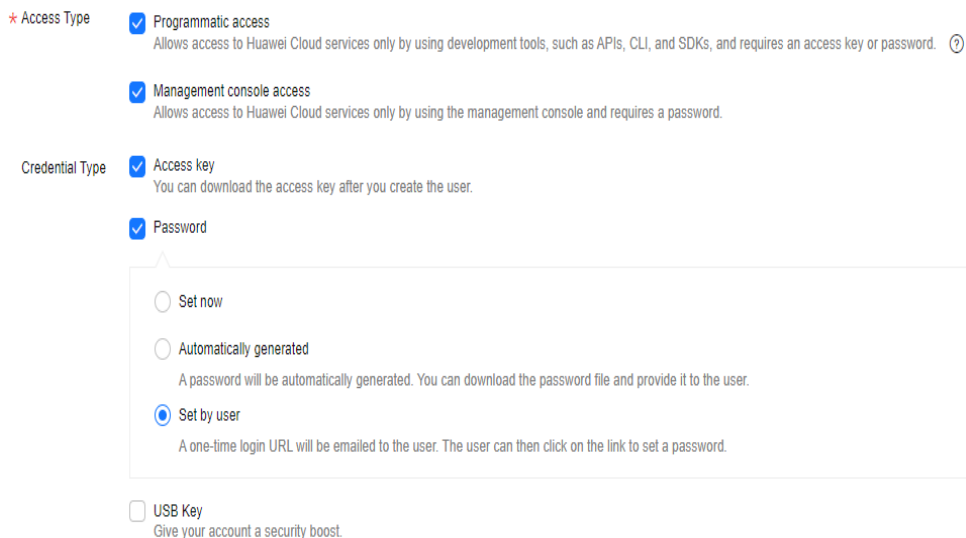 * Access Type
Programmatic access
Allows access to Huawei Cloud services only by using development tools, such as APIs, CLI, and SDKs, and requires an access key or password. ?
Management console access
Allows access to Huawei Cloud services only by using the management console and requires a password.
Credential Type
Access key
You can download the access key after you create the user.
Password
Set now
Automatically generated
A password will be automatically generated. You can download the password file and provide it to the user.
Set by user
A one-time login URL will be emailed to the user. The user can then click on the link to set a password.
USB Key
Give your account a security boost.